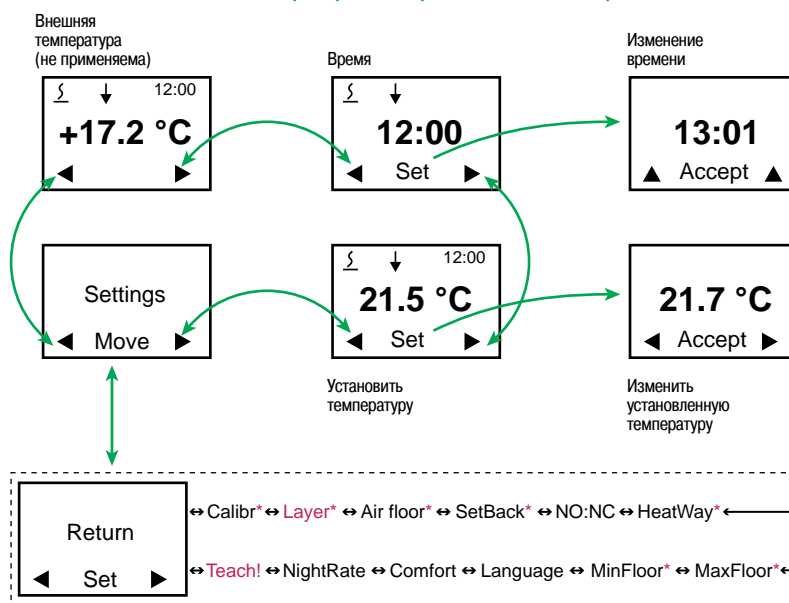 Внешняя
температура
(не применяема)
Время
Изменение
времени
12:00
+17.2 °C
◄ ►
12:00
◄ Set ►
13:01
▲ Accept ▲
Settings
◄ Move ►
12:00
21.5 °C
◄ Set ►
21.7 °C
◄ Accept ►
Установить
температуру
Изменить
установленную
температуру
Return
◄ Set ►
↔ Calibr* ↔ Layer* ↔ Air floor* ↔ SetBack* ↔ NO:NC ↔ HeatWay* ←
↔ Teach! ↔ NightRate ↔ Comfort ↔ Language ↔ MinFloor* ↔ MaxFloor* ←